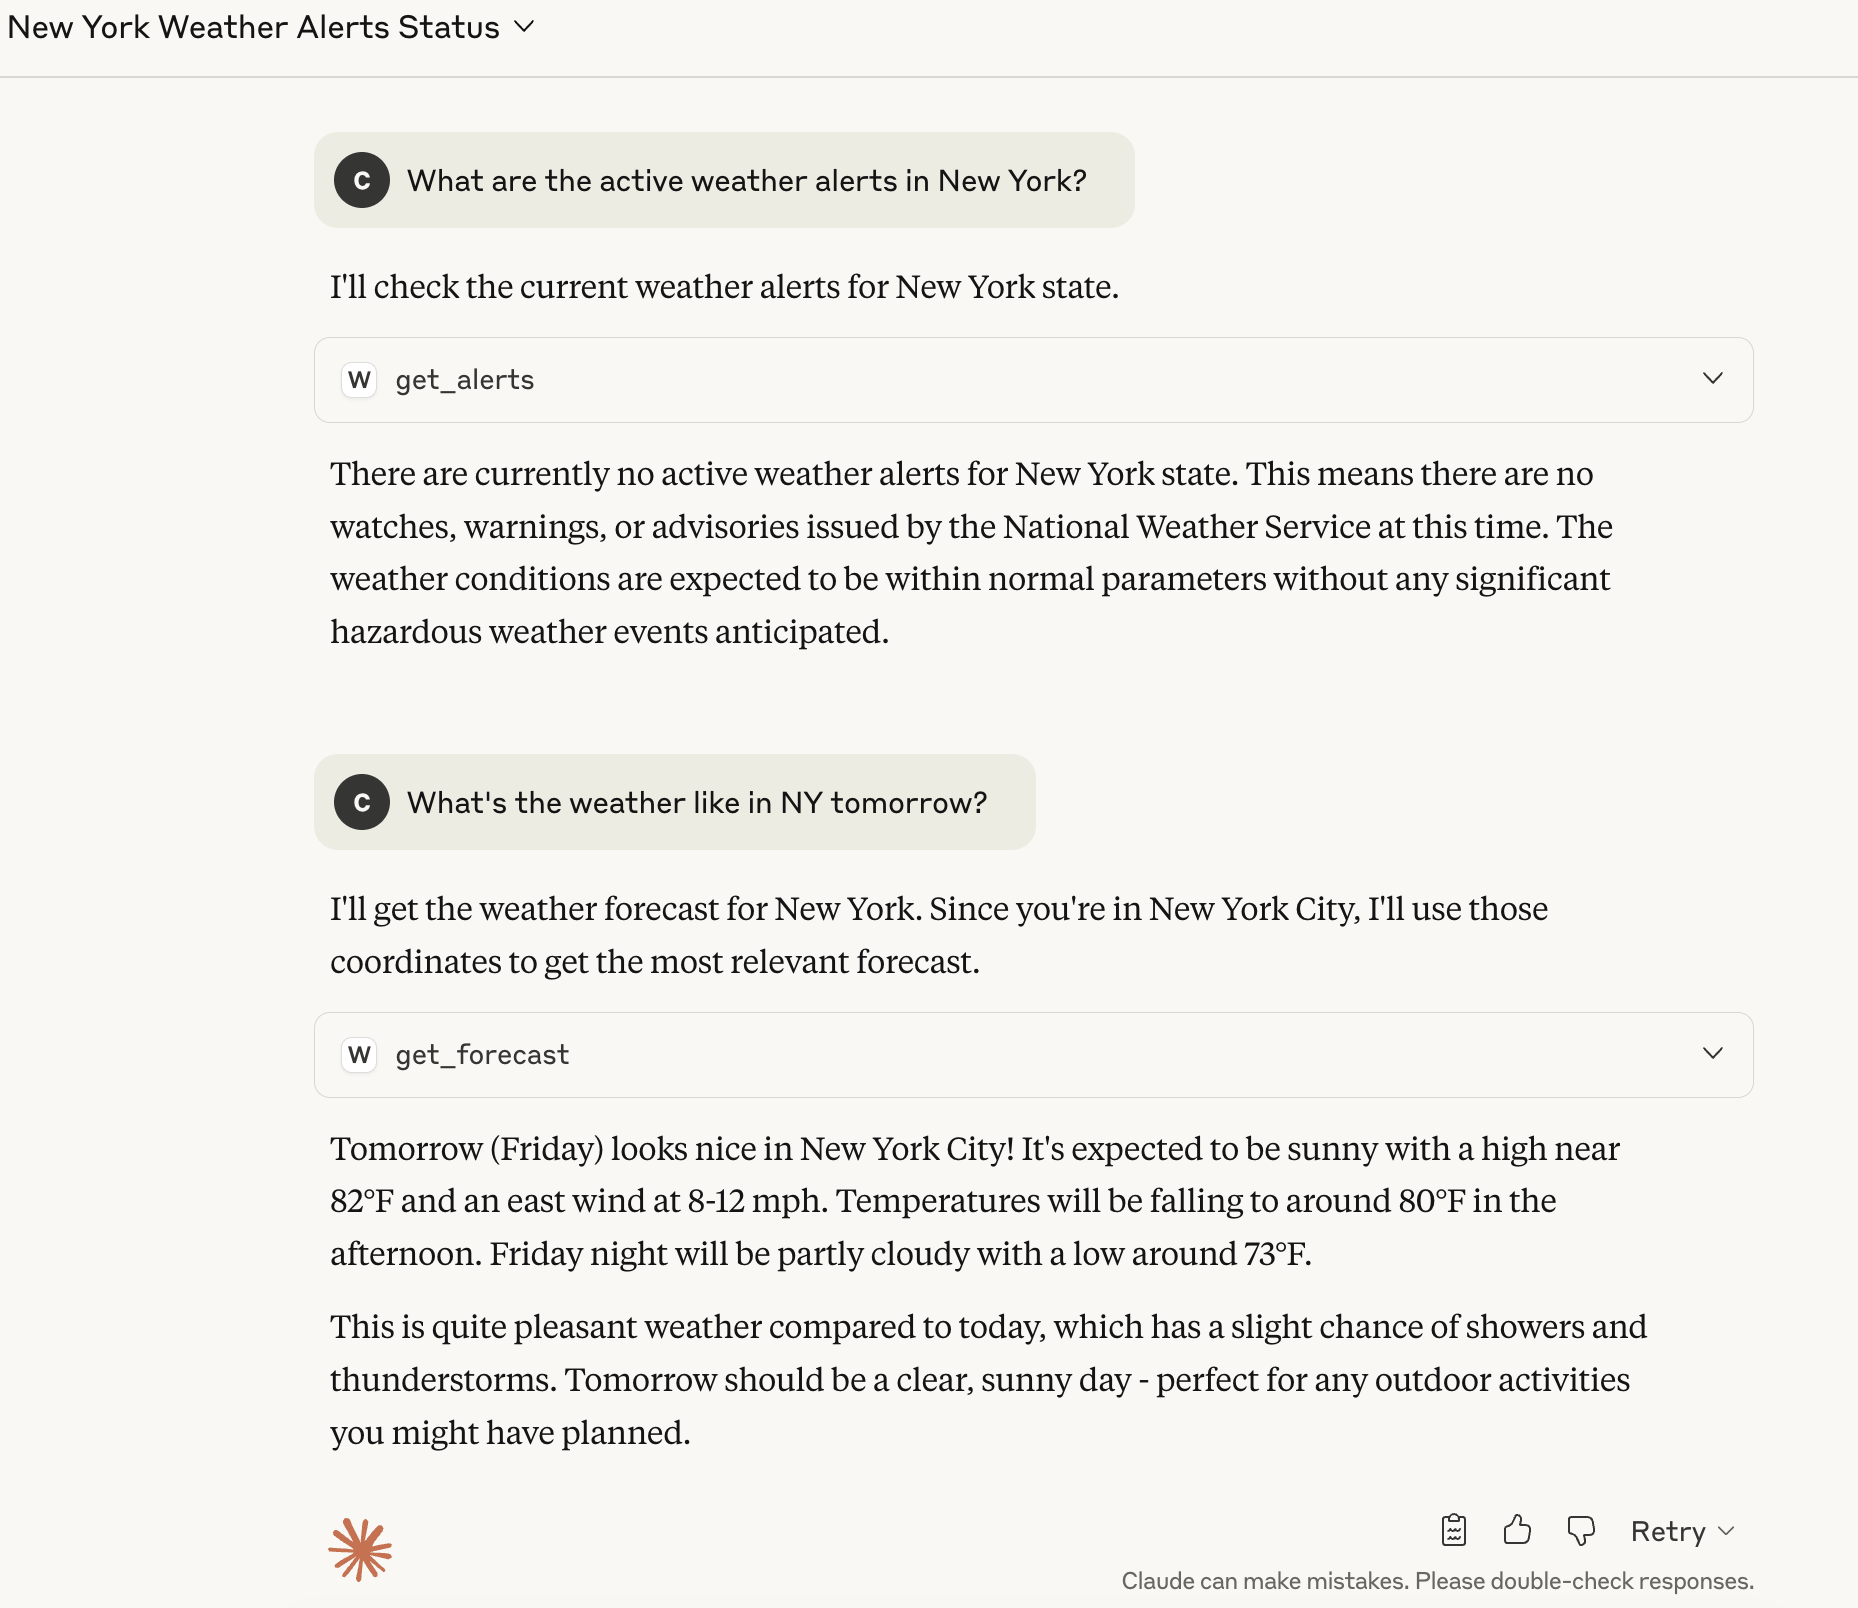 New York Weather Alerts Status
C What are the active weather alerts in New York?
I'll check the current weather alerts for New York state.
W get_alerts
There are currently no active weather alerts for New York state. This means there are no
watches, warnings, or advisories issued by the National Weather Service at this time. The
weather conditions are expected to be within normal parameters without any significant
hazardous weather events anticipated.
C What's the weather like in NY tomorrow?
I'll get the weather forecast for New York. Since you're in New York City, I'll use those
coordinates to get the most relevant forecast.
W get_forecast
Tomorrow (Friday) looks nice in New York City! It's expected to be sunny with a high near
82°F and an east wind at 8-12 mph. Temperatures will be falling to around 80°F in the
afternoon. Friday night will be partly cloudy with a low around 73°F.
This is quite pleasant weather compared to today, which has a slight chance of showers and
thunderstorms. Tomorrow should be a clear, sunny day - perfect for any outdoor activities
you might have planned.
Retry
Claude can make mistakes. Please double-check responses.